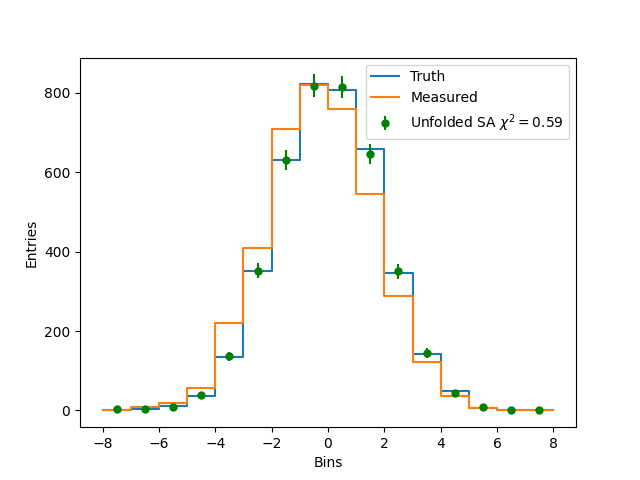 Truth
Measured
Unfolded SA χ² = 0.59
800
600
400
200
0
Entries
−8 −6 −4 −2 0 2 4 6 8
Bins